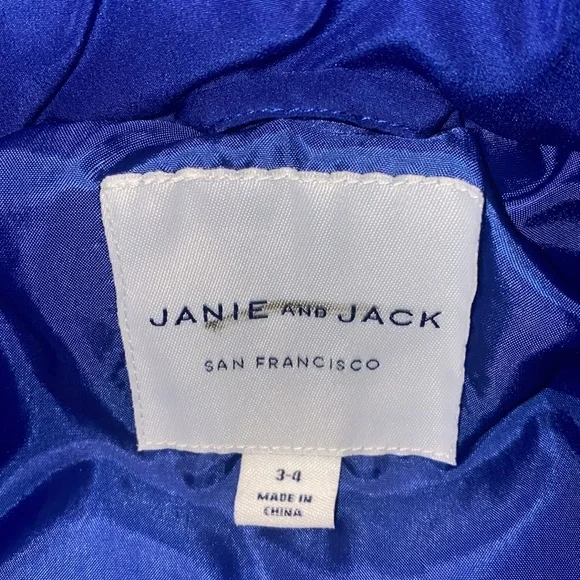 JANIE AND JACK
SAN FRANCISCO
3-4
MADE IN
CHINA